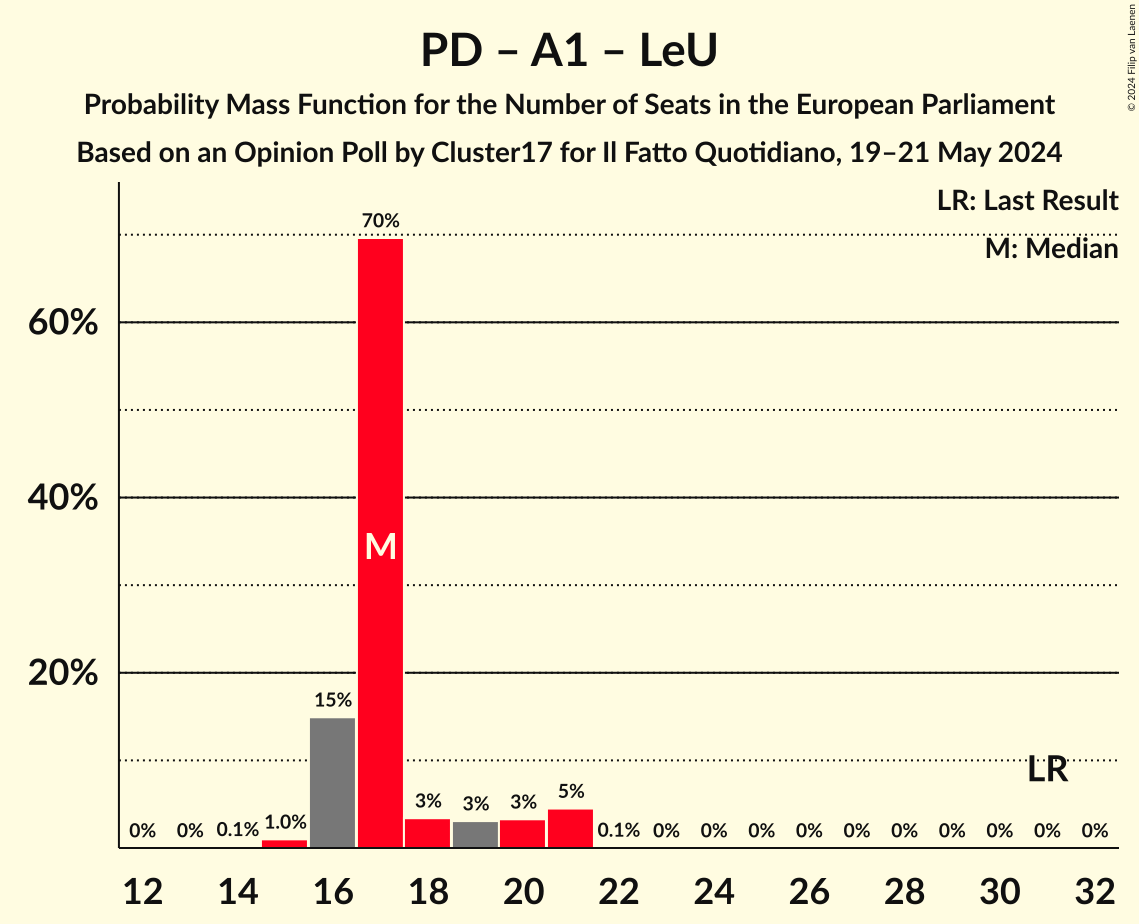 PD – A1 – LeU
Probability Mass Function for the Number of Seats in the European Parliament
Based on an Opinion Poll by Cluster17 for Il Fatto Quotidiano, 19–21 May 2024
© 2024 Filip van Laenen
LR: Last Result
M: Median
60%
40%
20%
0% 0% 0.1% 1.0% 15% 70% 3% 3% 3% 5% 0.1% 0% 0% 0% 0% 0% 0% 0% 0% 0% 0%
M
LR
12 14 16 18 20 22 24 26 28 30 32